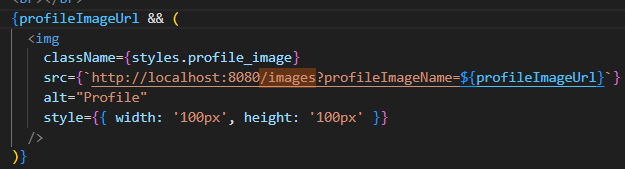 {profileImageUrl && (
<img
className={styles.profile_image}
src={`http://localhost:8080/images?profileImageName=${profileImageUrl}`}
alt="Profile"
style={{ width: '100px', height: '100px' }}
/>
)}